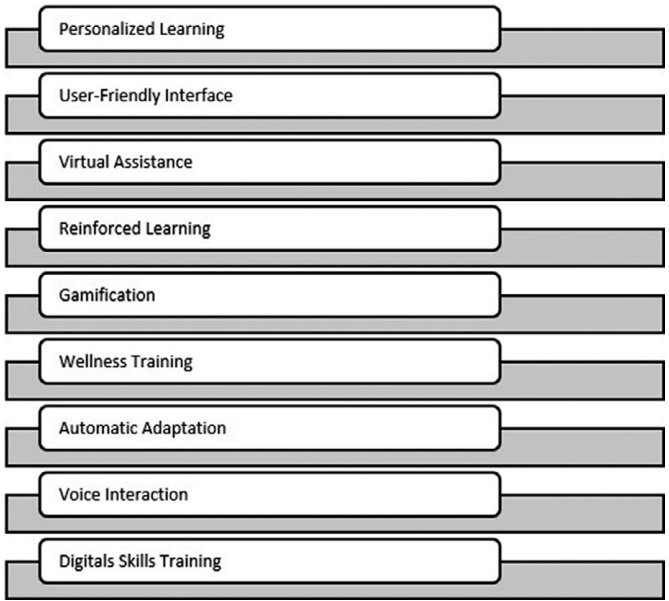 Personalized Learning
User-Friendly Interface
Virtual Assistance
Reinforced Learning
Gamification
Wellness Training
Automatic Adaptation
Voice Interaction
Digitals Skills Training